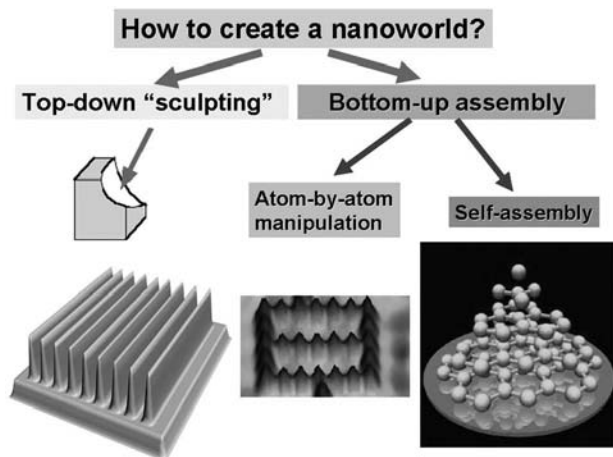 How to create a nanoworld?
Top-down “sculpting”
Bottom-up assembly
Atom-by-atom
manipulation
Self-assembly